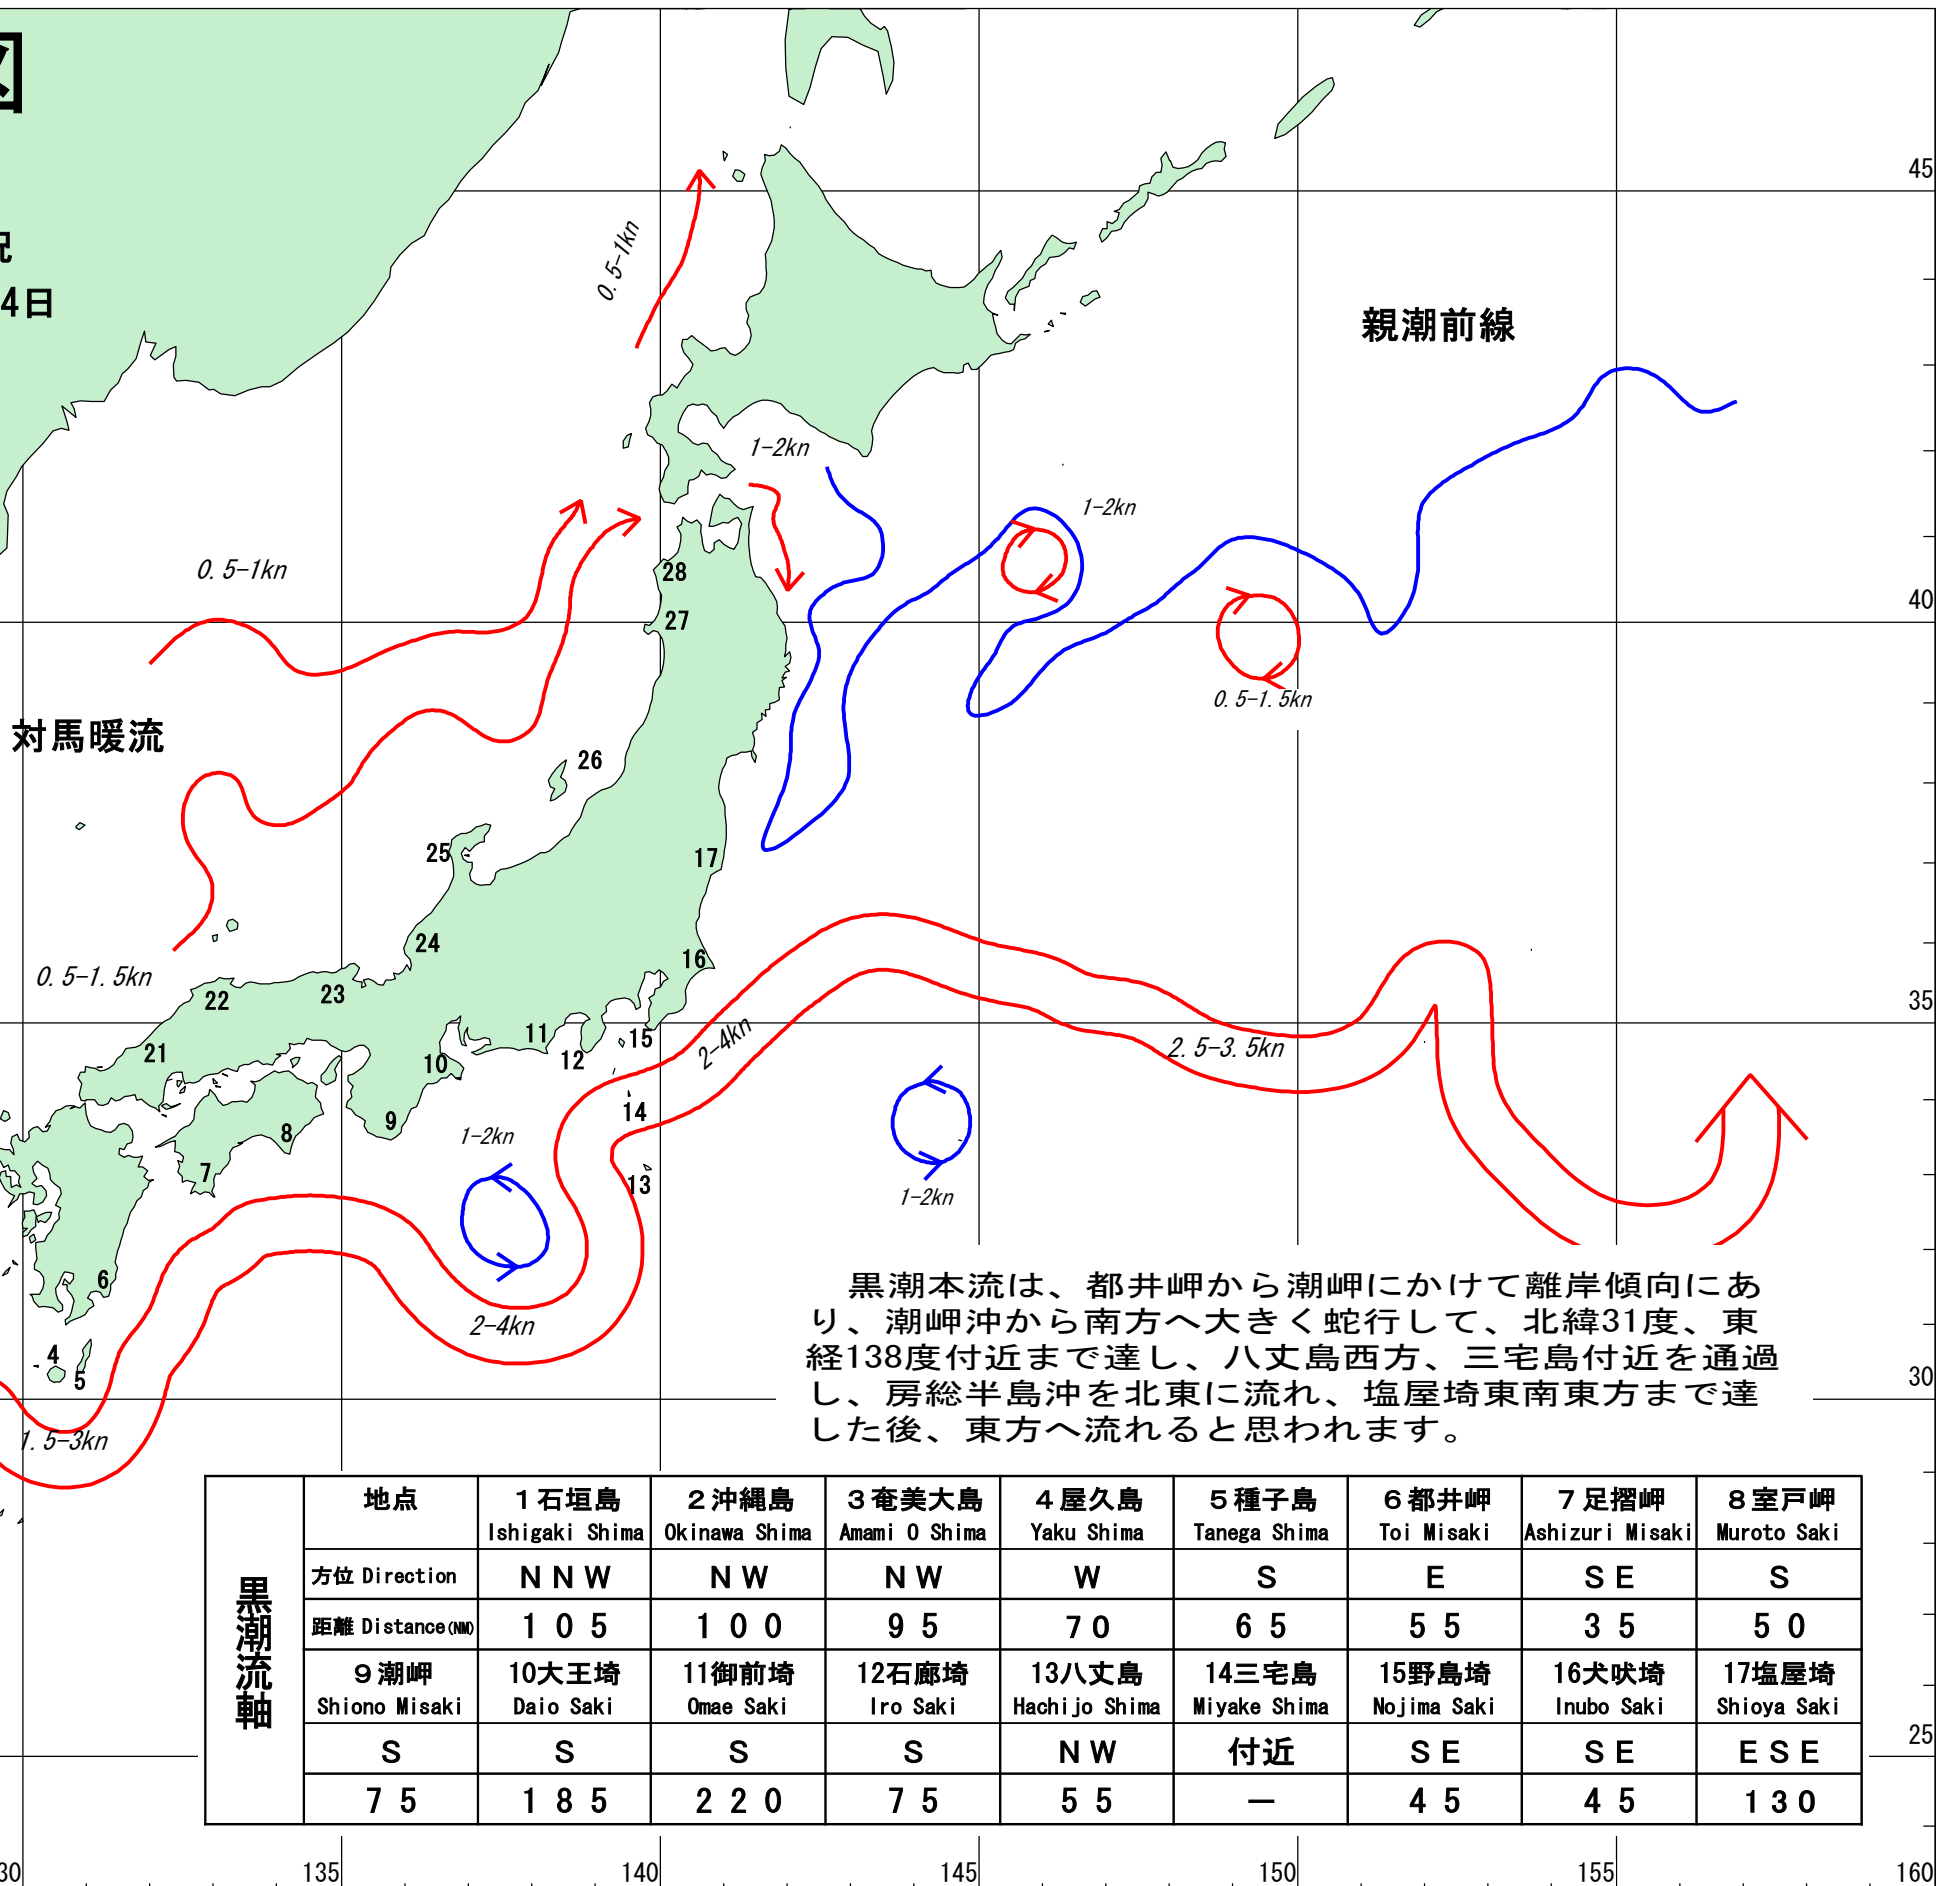 図
況
4日
45
0.5-1kn
親潮前線
1-2kn
1-2kn
0.5-1kn
28
40
27
0.5-1.5kn
対馬暖流
26
25
17
24
16
0.5-1.5kn
22
23
35
11
15
2-4kn
2.5-3.5kn
21
10
12
14
9
8
1-2kn
7
13
1-2kn
6
2-4kn
4
5
30
1.5-3kn
黒潮本流は、都井岬から潮岬にかけて離岸傾向にあ
り、潮岬沖から南方へ大きく蛇行して、北緯31度、東
経138度付近まで達し、八丈島西方、三宅島付近を通過
し、房総半島沖を北東に流れ、塩屋埼東南東方まで達
した後、東方へ流れると思われます。
黒潮流軸
地点 1石垣島 2沖縄島 3奄美大島 4屋久島 5種子島 6都井岬 7足摺岬 8室戸岬
Ishigaki Shima Okinawa Shima Amami O Shima Yaku Shima Tanega Shima Toi Misaki Ashizuri Misaki Muroto Saki
方位 Direction NNW NW NW W S E SE S
距離 Distance(NM) 105 100 95 70 65 55 35 50
9潮岬 10大王埼 11御前埼 12石廊埼 13八丈島 14三宅島 15野島埼 16犬吠埼 17塩屋埼
Shiono Misaki Daio Saki Omae Saki Iro Saki Hachijo Shima Miyake Shima Nojima Saki Inubo Saki Shioya Saki
S S S S NW 付近 SE SE ESE
75 185 220 75 55 － 45 45 130
25
30 135 140 145 150 155 160